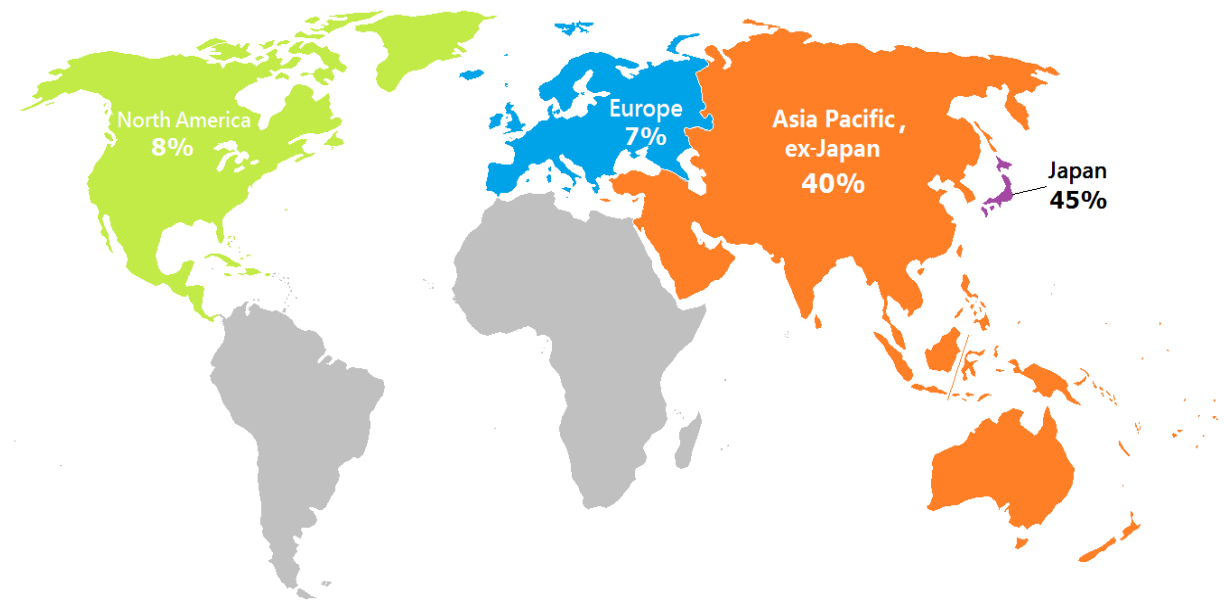 North America
8%
Europe
7%
Asia Pacific,
ex-Japan
40%
Japan
45%